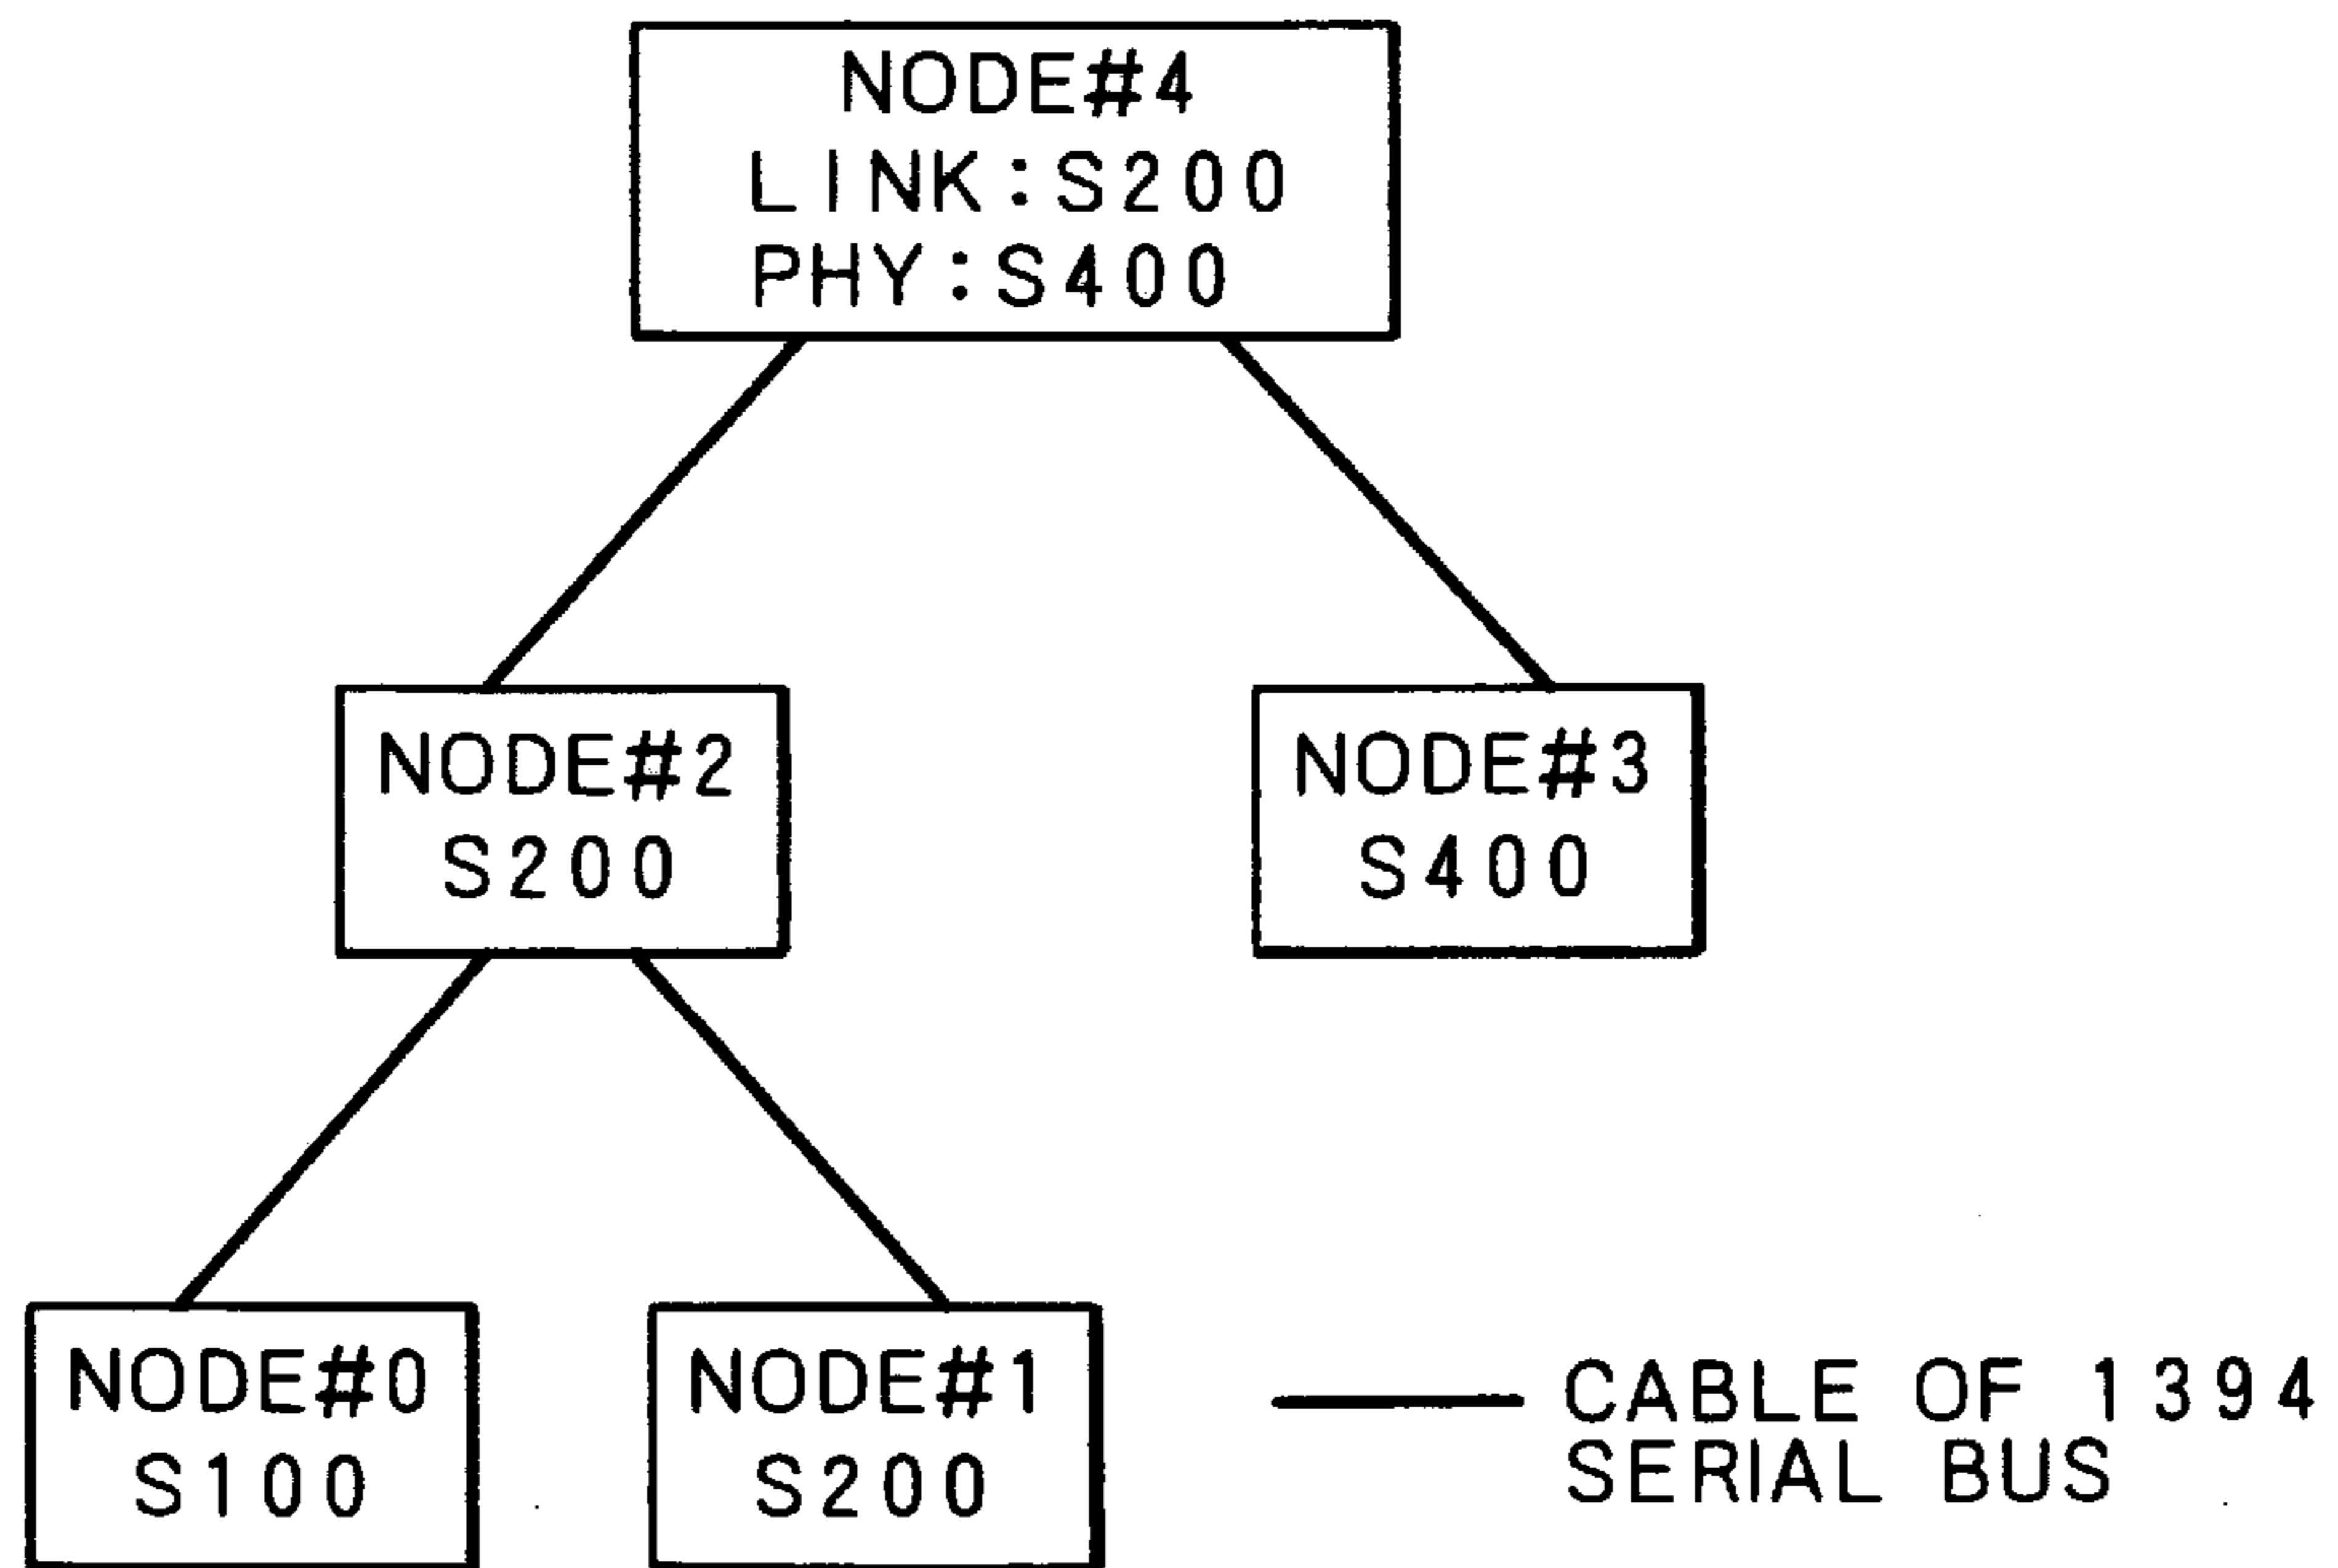 NODE#4
LINK:S200
PHY:S400
NODE#2
S200
NODE#3
S400
NODE#0
S100
NODE#1
S200
CABLE OF 1394
SERIAL BUS